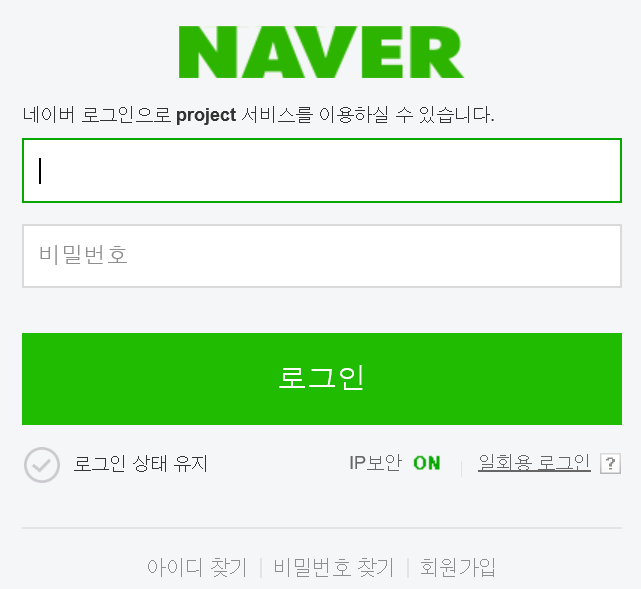 NAVER
네이버 로그인으로 project 서비스를 이용하실 수 있습니다.
비밀번호
로그인
로그인 상태 유지 IP보안 ON 일회용 로그인 ?
아이디 찾기 비밀번호 찾기 회원가입